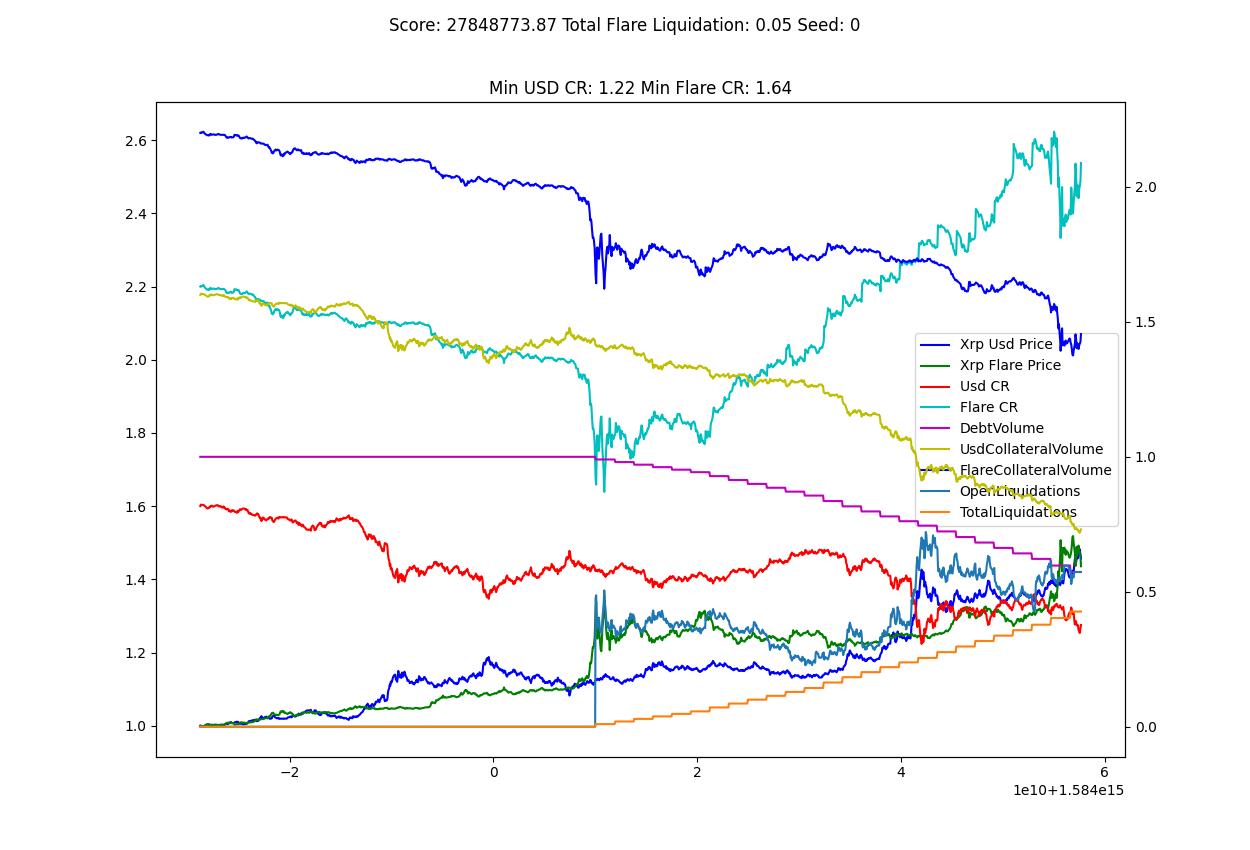 Score: 27848773.87 Total Flare Liquidation: 0.05 Seed: 0
Min USD CR: 1.22 Min Flare CR: 1.64
2.6
2.4
2.2
2.0
1.8
1.6
1.4
1.2
1.0
2.0
1.5
1.0
0.5
0.0
Xrp Usd Price
Xrp Flare Price
Usd CR
Flare CR
DebtVolume
UsdCollateralVolume
FlareCollateralVolume
OpenLiquidations
TotalLiquidations
−2
0
2
4
6
1e10+1.584e15